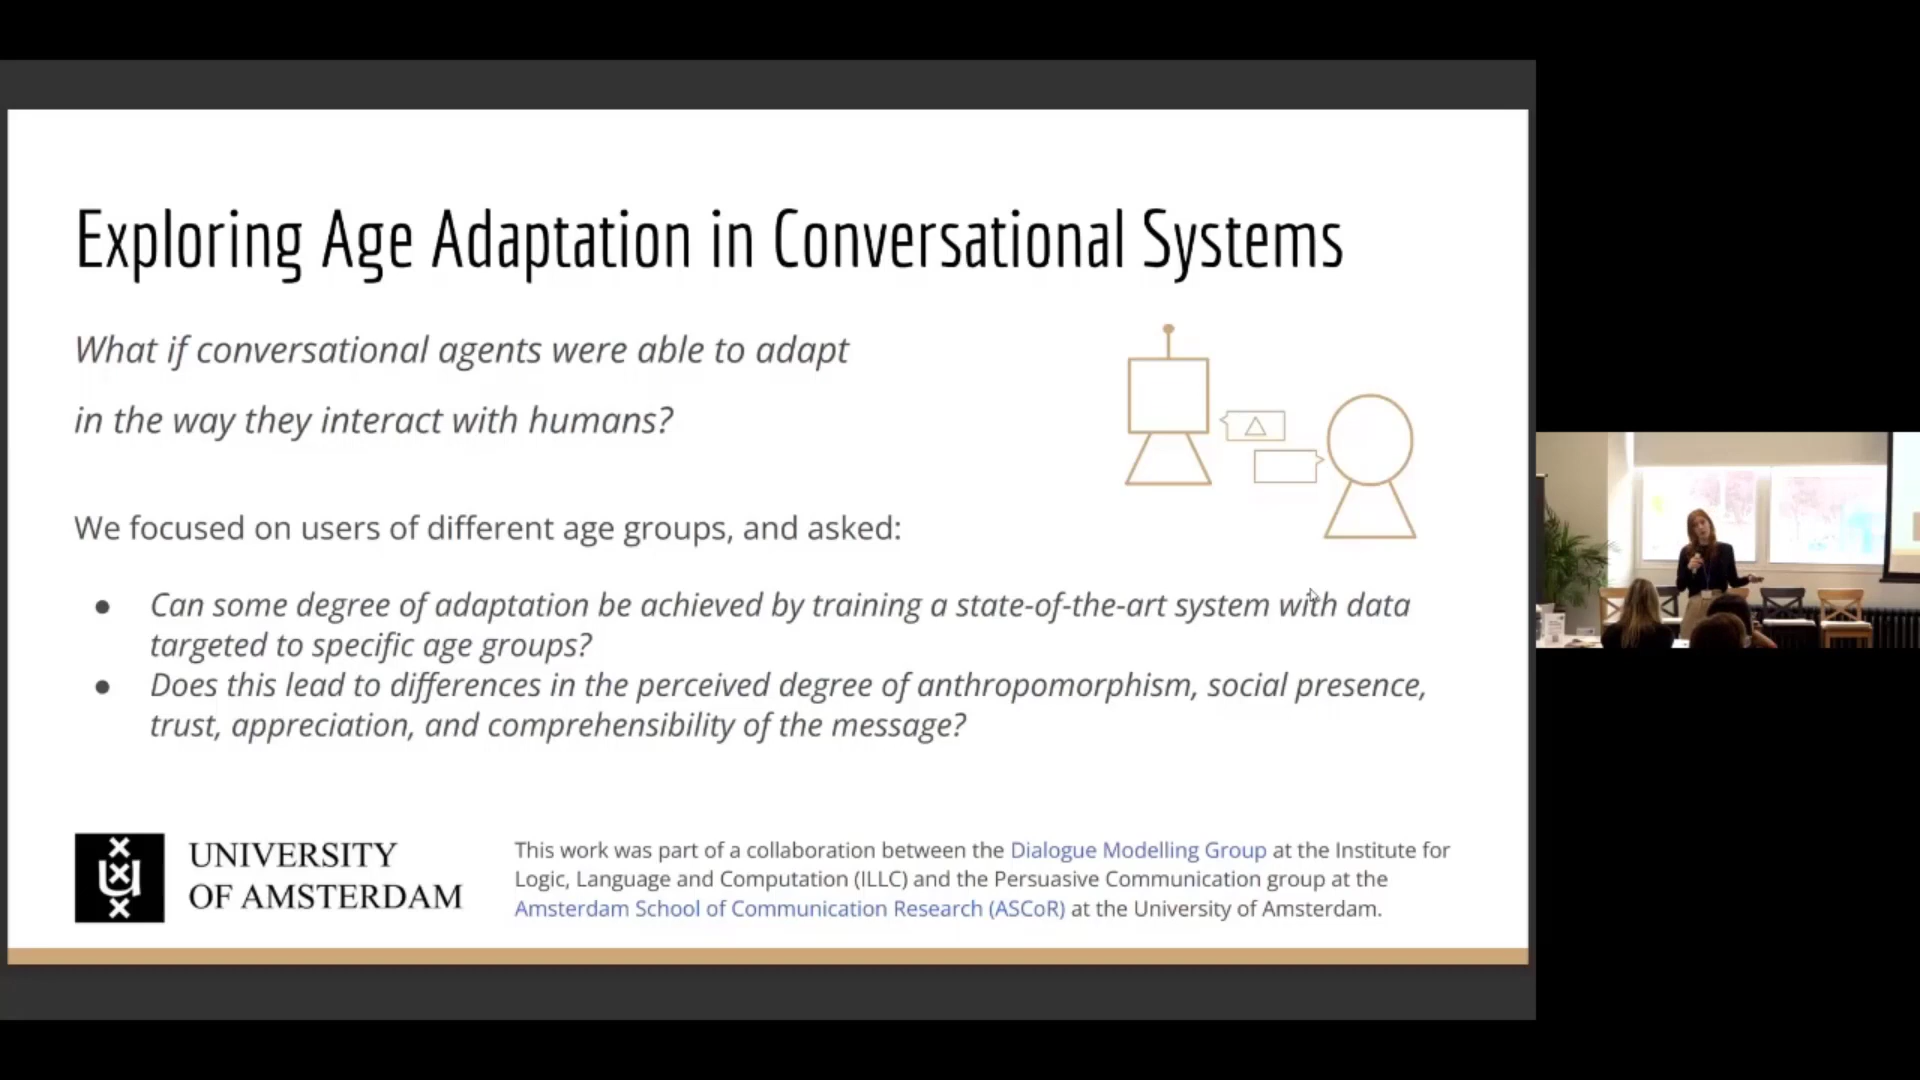 Exploring Age Adaptation in Conversational Systems
What if conversational agents were able to adapt
in the way they interact with humans?
We focused on users of different age groups, and asked:
● Can some degree of adaptation be achieved by training a state-of-the-art system with data
targeted to specific age groups?
● Does this lead to differences in the perceived degree of anthropomorphism, social presence,
trust, appreciation, and comprehensibility of the message?
UNIVERSITY
OF AMSTERDAM
This work was part of a collaboration between the Dialogue Modelling Group at the Institute for
Logic, Language and Computation (ILLC) and the Persuasive Communication group at the
Amsterdam School of Communication Research (ASCoR) at the University of Amsterdam.